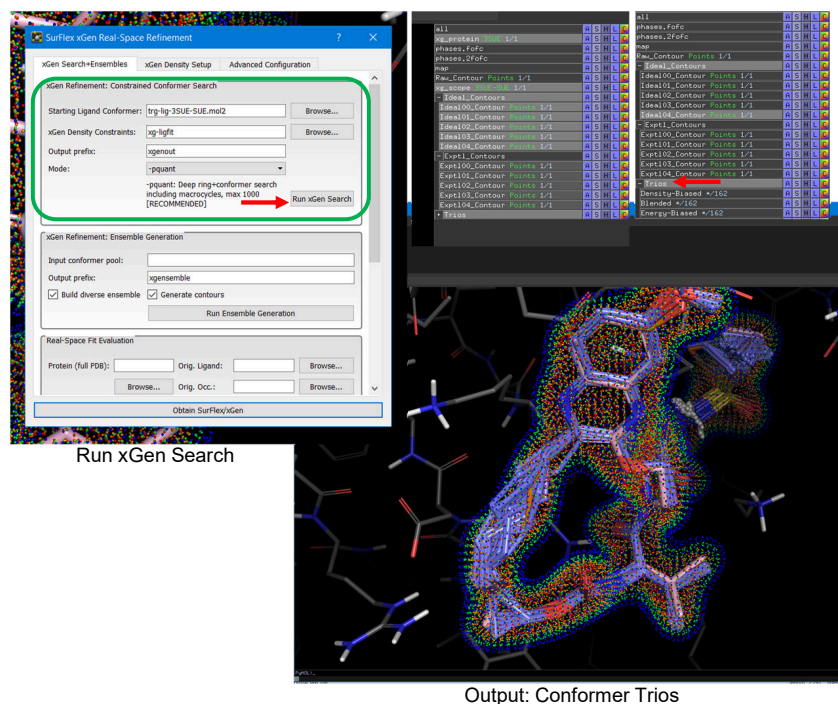 SurFlex xGen Real-Space Refinement ? ×
xGen Search+Ensembles xGen Density Setup Advanced Configuration
xGen Refinement: Constrained Conformer Search
Starting Ligand Conformer: trg-lig-3SUE-SUE.mol2 Browse...
xGen Density Constraints: xg-ligfit Browse...
Output prefix: xgenout
Mode: -pquant
-pquant: Deep ring+conformer search
including macrocycles, max 1000
[RECOMMENDED]
Run xGen Search
xGen Refinement: Ensemble Generation
Input conformer pool:
Output prefix: xgensemble
Build diverse ensemble Generate contours
Run Ensemble Generation
Real-Space Fit Evaluation
Protein (full PDB): Orig. Ligand: Browse...
Browse... Orig. Occ.: Browse...
Obtain SurFlex/xGen
Run xGen Search
all A S H L C
xg_protein 3SUE 1/1 A S H L C
phases.fofc A S H L C
phases.2fofc A S H L C
map A S H L C
Raw_Contour Points 1/1 A S H L C
xg_scope 3SUE-SUE 1/1 A S H L C
- Ideal_Contours A S H L C
Ideal00_Contour Points 1/1 A S H L C
Ideal01_Contour Points 1/1 A S H L C
Ideal02_Contour Points 1/1 A S H L C
Ideal03_Contour Points 1/1 A S H L C
Ideal04_Contour Points 1/1 A S H L C
- Exptl_Contours A S H L C
Exptl00_Contour Points 1/1 A S H L C
Exptl01_Contour Points 1/1 A S H L C
Exptl02_Contour Points 1/1 A S H L C
Exptl03_Contour Points 1/1 A S H L C
Exptl04_Contour Points 1/1 A S H L C
+ Trios A S H L C
all A S H L C
phases.fofc A S H L C
phases.2fofc A S H L C
map A S H L C
Raw_Contour Points 1/1 A S H L C
- Ideal_Contours A S H L C
Ideal00_Contour Points 1/1 A S H L C
Ideal01_Contour Points 1/1 A S H L C
Ideal02_Contour Points 1/1 A S H L C
Ideal03_Contour Points 1/1 A S H L C
Ideal04_Contour Points 1/1 A S H L C
- Exptl_Contours A S H L C
Exptl00_Contour Points 1/1 A S H L C
Exptl01_Contour Points 1/1 A S H L C
Exptl02_Contour Points 1/1 A S H L C
Exptl03_Contour Points 1/1 A S H L C
Exptl04_Contour Points 1/1 A S H L C
- Trios A S H L C
Density-Biased */162 A S H L C
Blended */162 A S H L C
Energy-Biased */162 A S H L C
PyMOL>_
Output: Conformer Trios